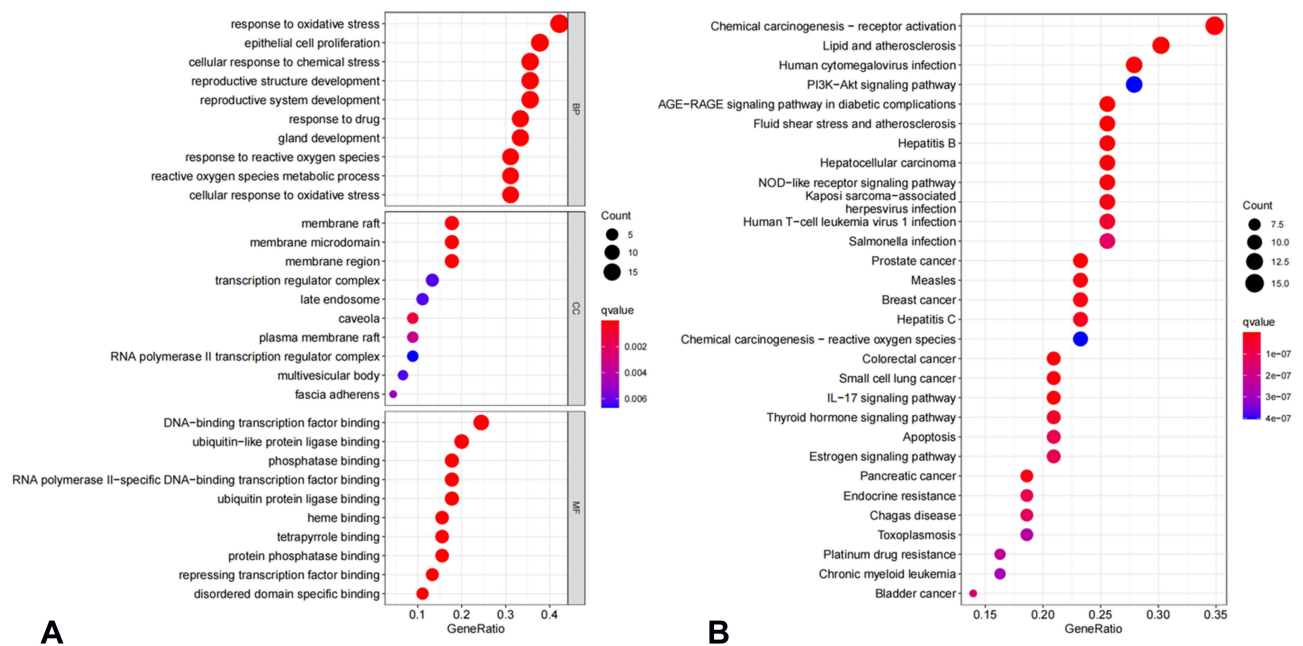 response to oxidative stress
epithelial cell proliferation
cellular response to chemical stress
reproductive structure development
reproductive system development
response to drug
gland development
response to reactive oxygen species
reactive oxygen species metabolic process
cellular response to oxidative stress
BP
membrane raft
membrane microdomain
membrane region
transcription regulator complex
late endosome
caveola
plasma membrane raft
RNA polymerase II transcription regulator complex
multivesicular body
fascia adherens
CC
DNA−binding transcription factor binding
ubiquitin−like protein ligase binding
phosphatase binding
RNA polymerase II−specific DNA−binding transcription factor binding
ubiquitin protein ligase binding
heme binding
tetrapyrrole binding
protein phosphatase binding
repressing transcription factor binding
disordered domain specific binding
MF
0.1 0.2 0.3 0.4
GeneRatio
Count
5
10
15
qvalue
0.002
0.004
0.006
A
Chemical carcinogenesis − receptor activation
Lipid and atherosclerosis
Human cytomegalovirus infection
PI3K−Akt signaling pathway
AGE−RAGE signaling pathway in diabetic complications
Fluid shear stress and atherosclerosis
Hepatitis B
Hepatocellular carcinoma
NOD−like receptor signaling pathway
Kaposi sarcoma−associated
herpesvirus infection
Human T−cell leukemia virus 1 infection
Salmonella infection
Prostate cancer
Measles
Breast cancer
Hepatitis C
Chemical carcinogenesis − reactive oxygen species
Colorectal cancer
Small cell lung cancer
IL−17 signaling pathway
Thyroid hormone signaling pathway
Apoptosis
Estrogen signaling pathway
Pancreatic cancer
Endocrine resistance
Chagas disease
Toxoplasmosis
Platinum drug resistance
Chronic myeloid leukemia
Bladder cancer
0.15 0.20 0.25 0.30 0.35
GeneRatio
Count
7.5
10.0
12.5
15.0
qvalue
1e−07
2e−07
3e−07
4e−07
B